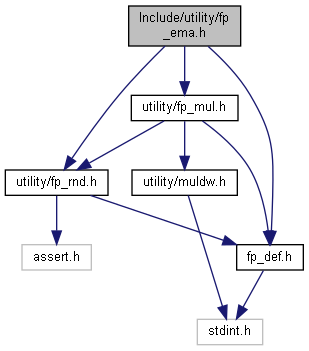 Include/utility/fp
_ema.h
utility/fp_mul.h
utility/fp_rnd.h
utility/muldw.h
assert.h
fp_def.h
stdint.h